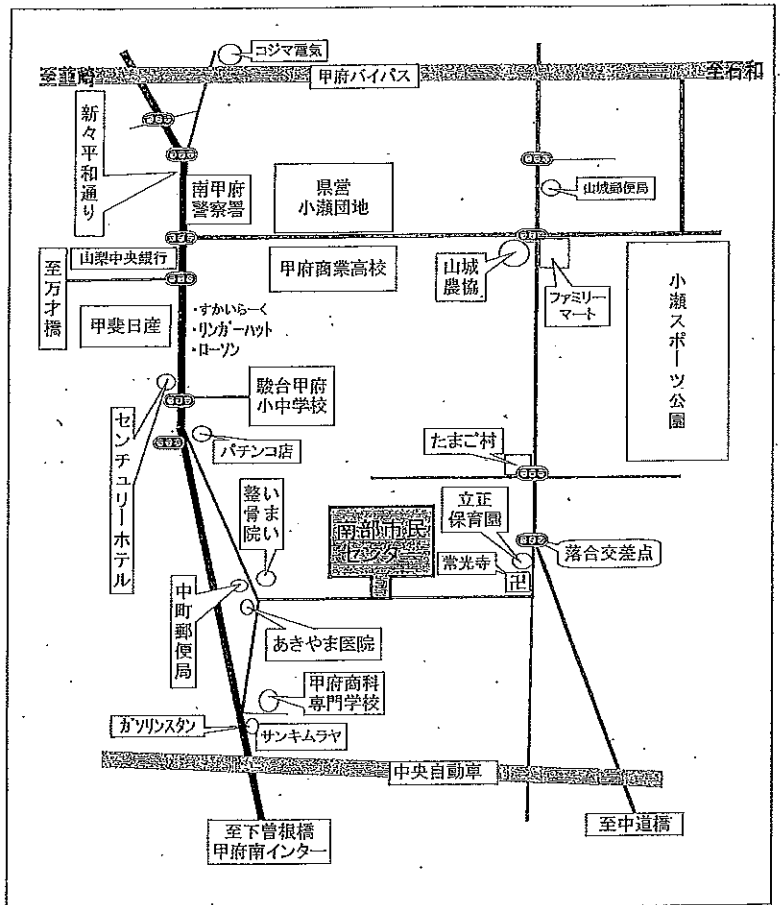 コジマ電気
至韮崎
甲府バイパス
至石和
新々平和通り
南甲府
警察署
県営
小瀬団地
山城郵便局
山梨中央銀行
甲府商業高校
山城
農協
ファミリー
マート
小瀬スポーツ公園
至万才橋
甲斐日産
・すかいらーく
・リンガーハット
・ローソン
駿台甲府
小中学校
センチュリーホテル
パチンコ店
たまご村
いまい
整骨院
南部市民
センター
立正
保育園
落合交差点
常光寺
卍
中町郵便局
あきやま医院
甲府商科
専門学校
ガソリンスタン
サンキムラヤ
中央自動車
至下曽根橋
甲府南インター
至中道橋